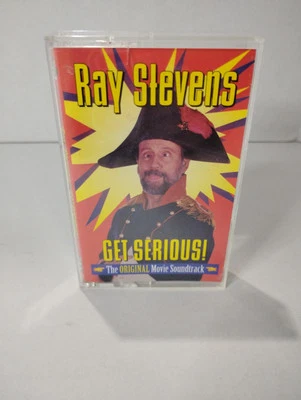 Ray Stevens
GET SERIOUS!
The ORIGINAL Movie Soundtrack